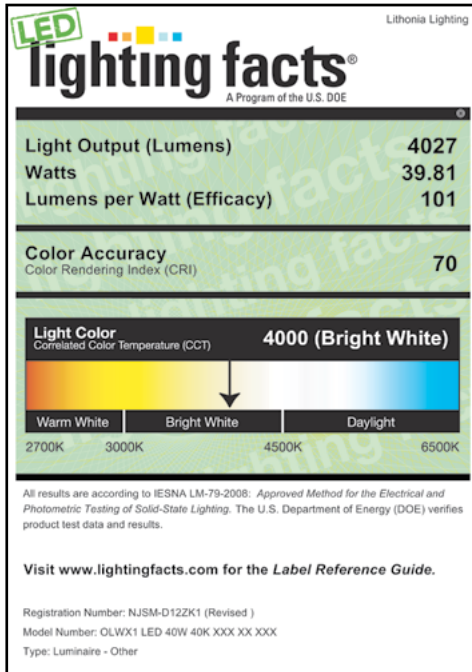 Lithonia Lighting
LED
lighting facts®
A Program of the U.S. DOE
Light Output (Lumens) 4027
Watts 39.81
Lumens per Watt (Efficacy) 101
Color Accuracy
Color Rendering Index (CRI) 70
Light Color
Correlated Color Temperature (CCT) 4000 (Bright White)
Warm White Bright White Daylight
2700K 3000K 4500K 6500K
All results are according to IESNA LM-79-2008: Approved Method for the Electrical and
Photometric Testing of Solid-State Lighting. The U.S. Department of Energy (DOE) verifies
product test data and results.
Visit www.lightingfacts.com for the Label Reference Guide.
Registration Number: NJSM-D12ZK1 (Revised )
Model Number: OLWX1 LED 40W 40K XXX XX XXX
Type: Luminaire - Other